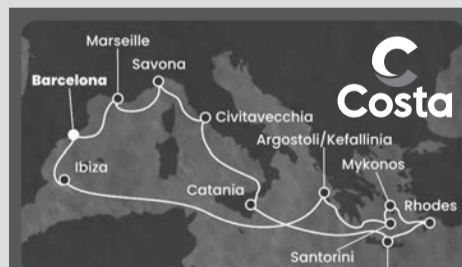 Marseille
Savona
Barcelona
Costa
Civitavecchia
Argostoli/Kefallinia
Mykonos
Ibiza
Catania
Rhodes
Santorini